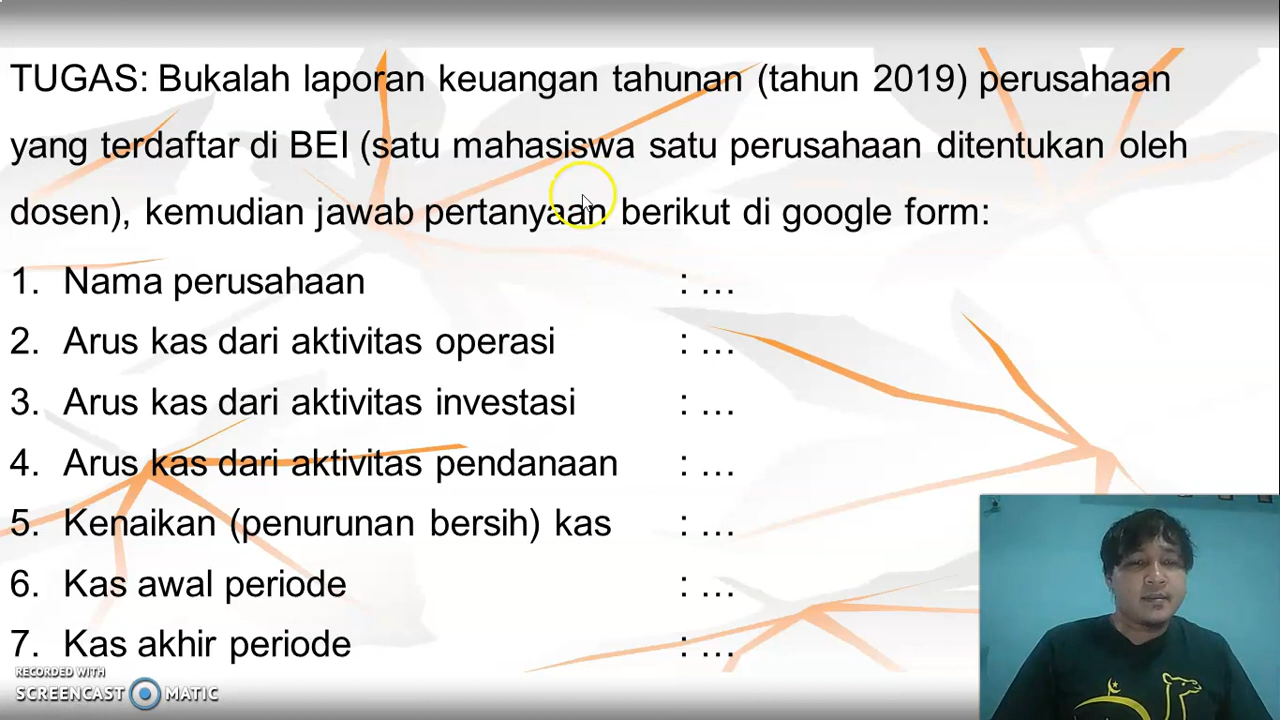 TUGAS: Bukalah laporan keuangan tahunan (tahun 2019) perusahaan
yang terdaftar di BEI (satu mahasiswa satu perusahaan ditentukan oleh
dosen), kemudian jawab pertanyaan berikut di google form:
1. Nama perusahaan : ...
2. Arus kas dari aktivitas operasi : ...
3. Arus kas dari aktivitas investasi : ...
4. Arus kas dari aktivitas pendanaan : ...
5. Kenaikan (penurunan bersih) kas : ...
6. Kas awal periode : ...
7. Kas akhir periode : ...
RECORDED WITH
SCREENCAST MATIC